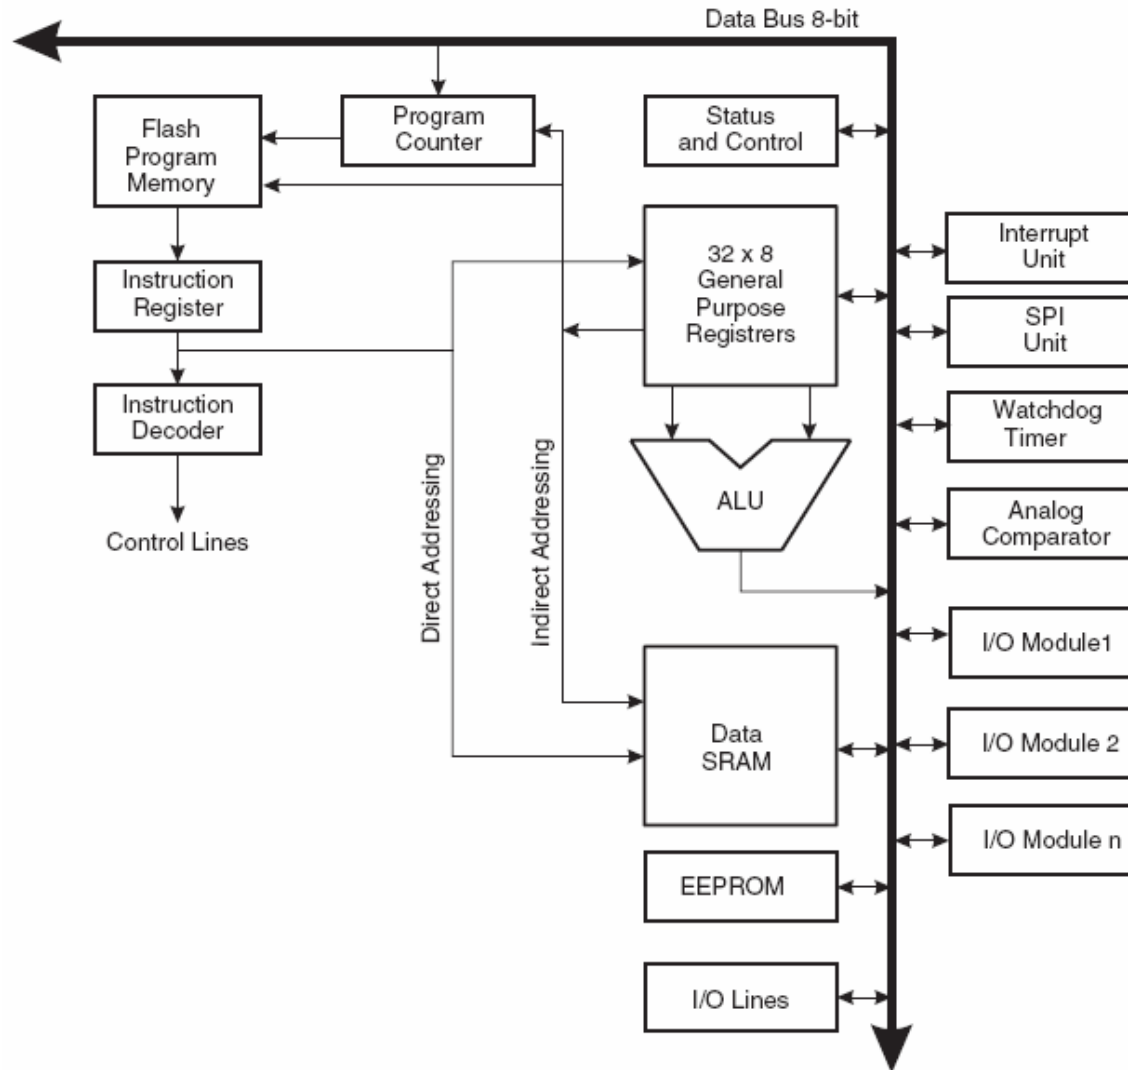 Data Bus 8-bit
Flash
Program
Memory
Program
Counter
Status
and Control
Instruction
Register
32 x 8
General
Purpose
Registrers
Interrupt
Unit
SPI
Unit
Instruction
Decoder
Watchdog
Timer
ALU
Analog
Comparator
Control Lines
Direct Addressing
Indirect Addressing
I/O Module1
Data
SRAM
I/O Module 2
I/O Module n
EEPROM
I/O Lines